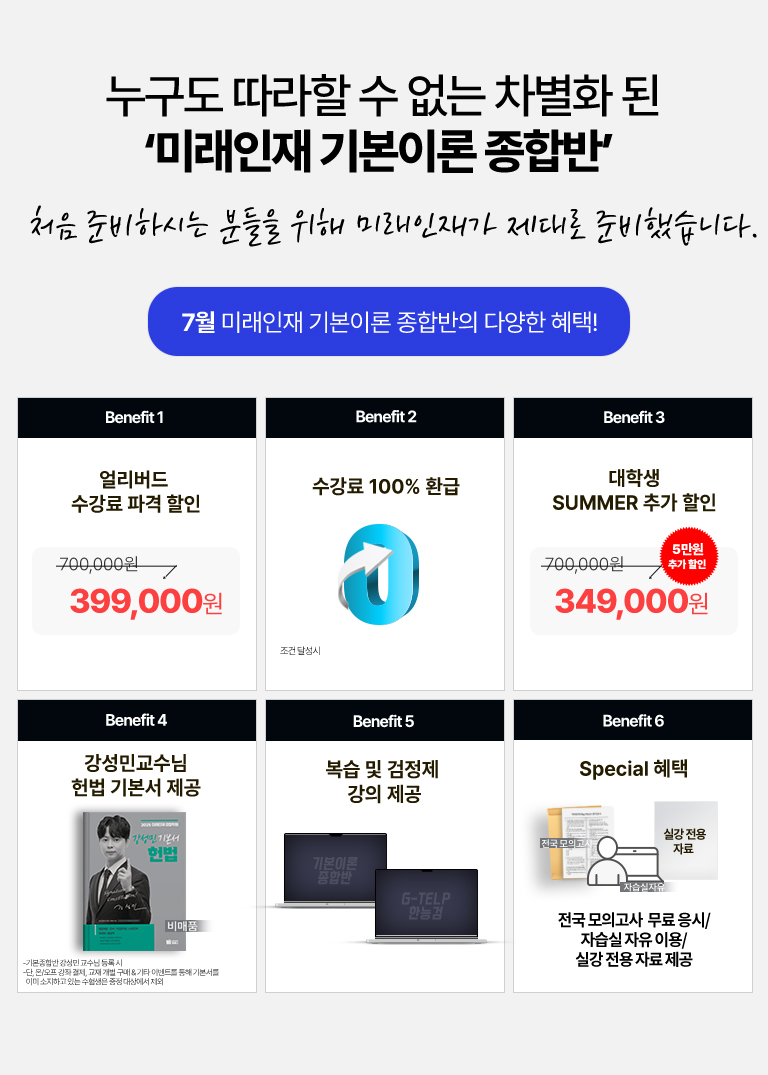 누구도 따라할 수 없는 차별화 된
‘미래인재 기본이론 종합반’
처음 준비하시는 분들을 위해 미래인재가 제대로 준비했습니다.
7월 미래인재 기본이론 종합반의 다양한 혜택!
Benefit 1
얼리버드
수강료 파격 할인
700,000원
399,000원
Benefit 2
수강료 100% 환급
조건 달성시
Benefit 3
대학생
SUMMER 추가 할인
5만원
추가 할인
700,000원
349,000원
Benefit 4
강성민교수님
헌법 기본서 제공
강성민 기본서
헌법
비매품
-기본종합반 강성민 교수님 등록 시
-단, 온/오프 강좌 결제, 교재 개별 구매 & 기타 이벤트를 통해 기본서를
이미 소지하고 있는 수험생은 증정 대상에서 제외
Benefit 5
복습 및 검정제
강의 제공
기본이론
종합반
G-TELP
한능검
Benefit 6
Special 혜택
전국 모의고사
실강 전용
자료
자습실자유
전국 모의고사 무료 응시/
자습실 자유 이용/
실강 전용 자료 제공